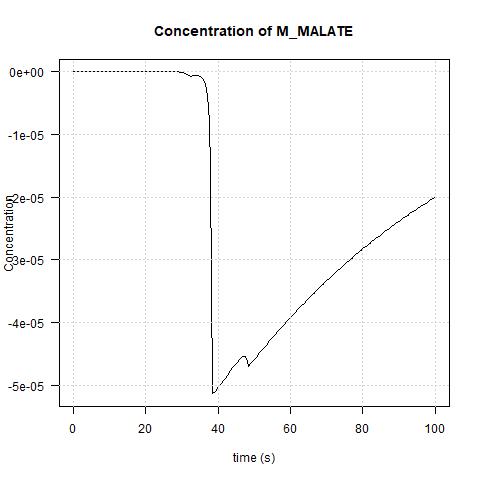 Concentration of M_MALATE
0e+00
-1e-05
-2e-05
-3e-05
-4e-05
-5e-05
Concentration
0 20 40 60 80 100
time (s)